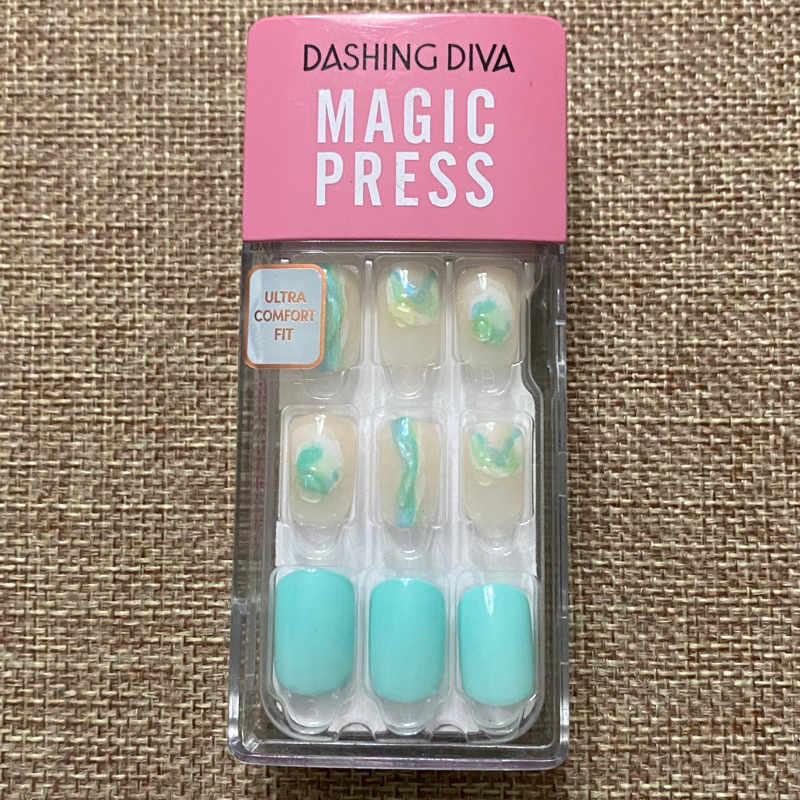 DASHING DIVA
MAGIC
PRESS
ULTRA
COMFORT
FIT